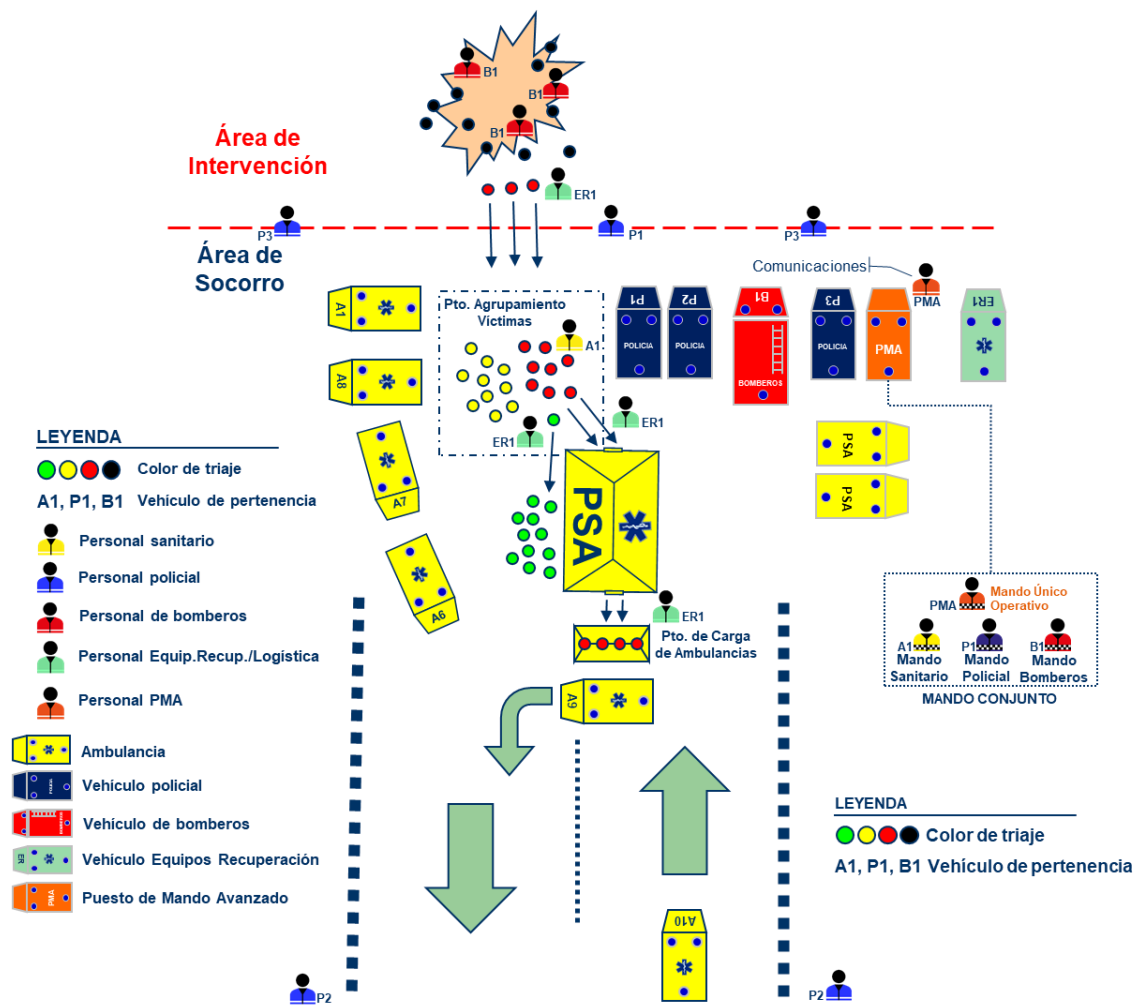 B1
B1
B1
Área de
Intervención
ER1
P3
P1
P3
Área de
Socorro
Comunicaciones
PMA
A1
Pto. Agrupamiento
Víctimas
A1
P1
POLICIA
P2
POLICIA
B1
BOMBEROS
P3
POLICIA
PMA
ER1
A8
ER1
ER1
A7
PSA
PSA
PSA
A6
LEYENDA
Color de triaje
A1, P1, B1 Vehículo de pertenencia
Personal sanitario
Personal policial
Personal de bomberos
Personal Equip.Recup./Logística
Personal PMA
Ambulancia
POLICIA
Vehículo policial
BOMBEROS
Vehículo de bomberos
ER
Vehículo Equipos Recuperación
PMA
Puesto de Mando Avanzado
ER1
Pto. de Carga
de Ambulancias
A9
PMA
Mando Único
Operativo
A1
P1
B1
Mando
Sanitario
Mando
Policial
Mando
Bomberos
MANDO CONJUNTO
LEYENDA
Color de triaje
A1, P1, B1 Vehículo de pertenencia
A10
P2
P2